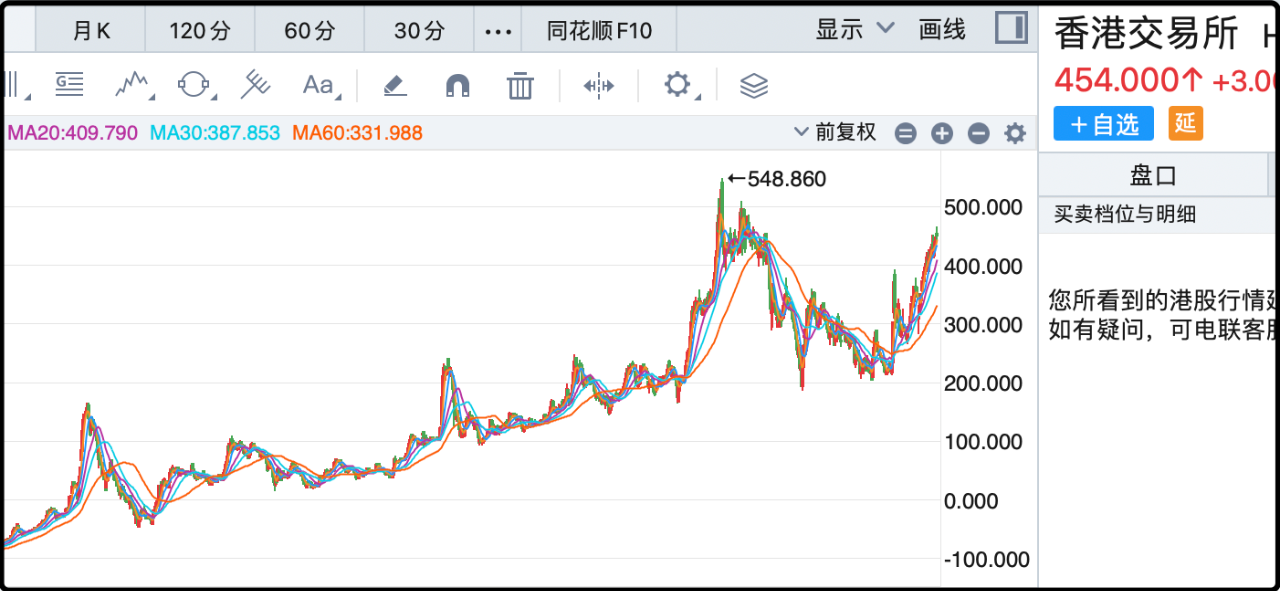 月K 120分 60分 30分 ••• 同花顺F10 显示 画线
Aa
MA20:409.790 MA30:387.853 MA60:331.988 前复权
←548.860
500.000
400.000
300.000
200.000
100.000
0.000
-100.000
香港交易所
454.000↑ +3.0
+自选 延
盘口
买卖档位与明细
您所看到的港股行情
如有疑问，可电联客